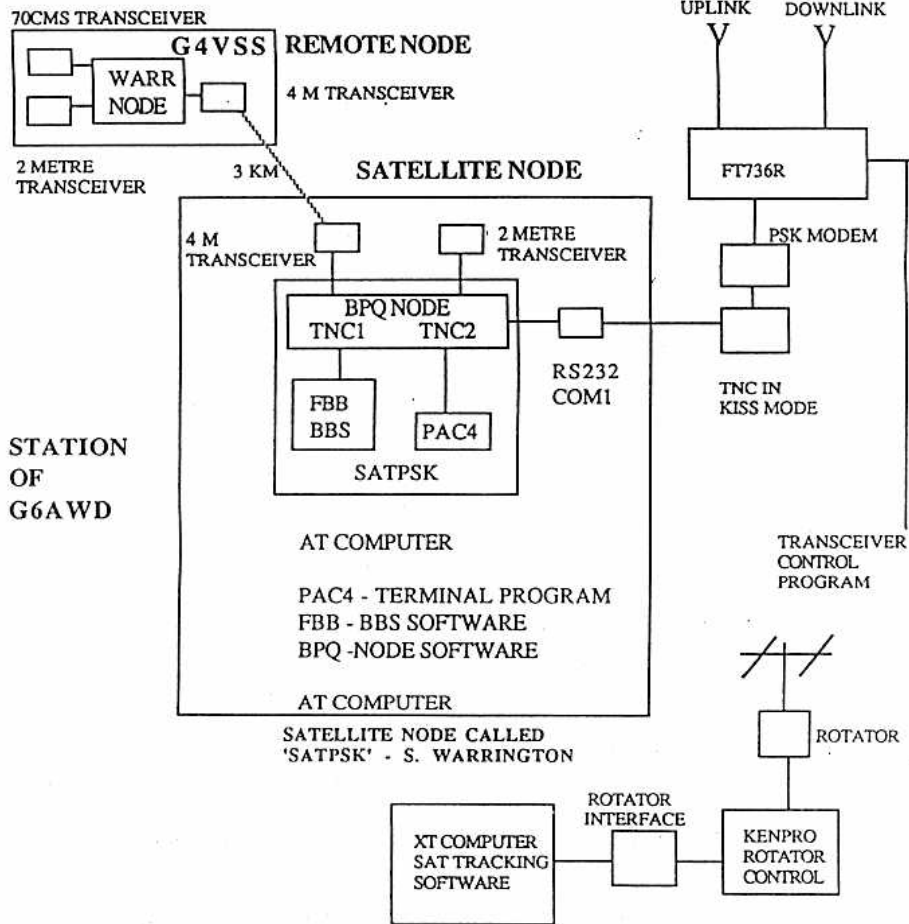 70CMS TRANSCEIVER
G4VSS REMOTE NODE
WARR
NODE
4 M TRANSCEIVER
2 METRE
TRANSCEIVER
3 KM
UPLINK
DOWNLINK
FT736R
PSK MODEM
TNC IN
KISS MODE
TRANSCEIVER
CONTROL
PROGRAM
SATELLITE NODE
4 M
TRANSCEIVER
2 METRE
TRANSCEIVER
BPQ NODE
TNC1 TNC2
RS232
COM1
FBB
BBS
PAC4
SATPSK
STATION
OF
G6AWD
AT COMPUTER
PAC4 - TERMINAL PROGRAM
FBB - BBS SOFTWARE
BPQ -NODE SOFTWARE
AT COMPUTER
SATELLITE NODE CALLED
'SATPSK' - S. WARRINGTON
ROTATOR
ROTATOR
INTERFACE
XT COMPUTER
SAT TRACKING
SOFTWARE
KENPRO
ROTATOR
CONTROL